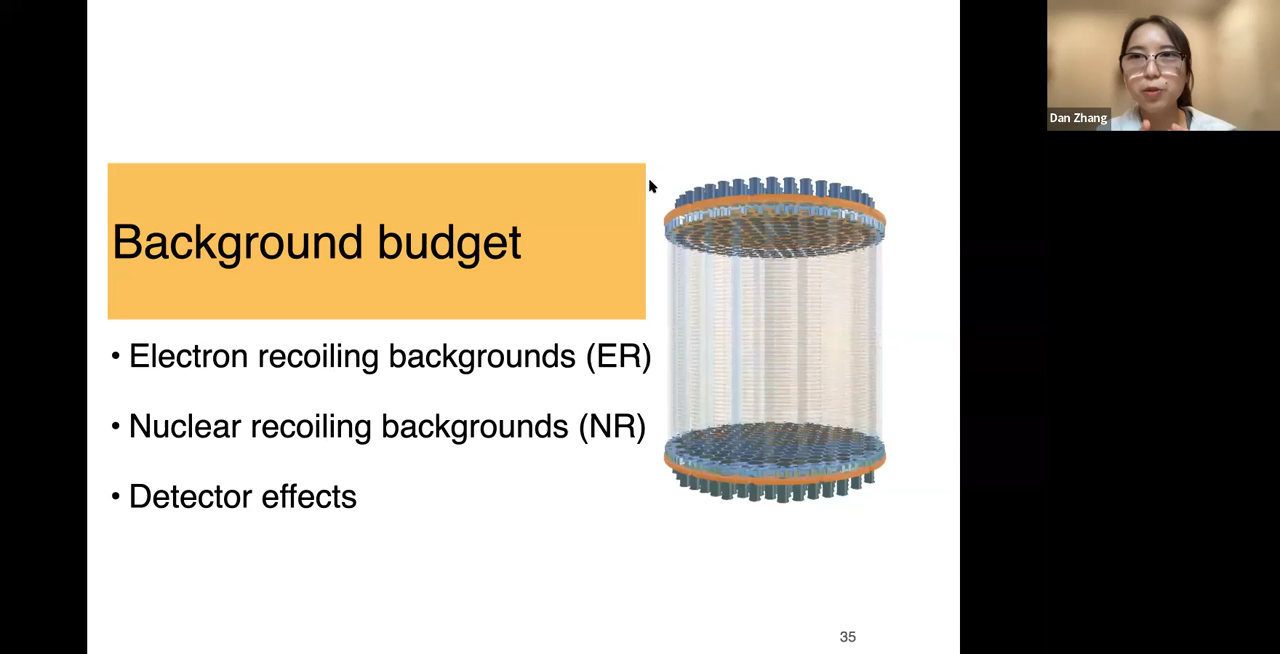 Background budget
• Electron recoiling backgrounds (ER)
• Nuclear recoiling backgrounds (NR)
• Detector effects
35
Dan Zhang